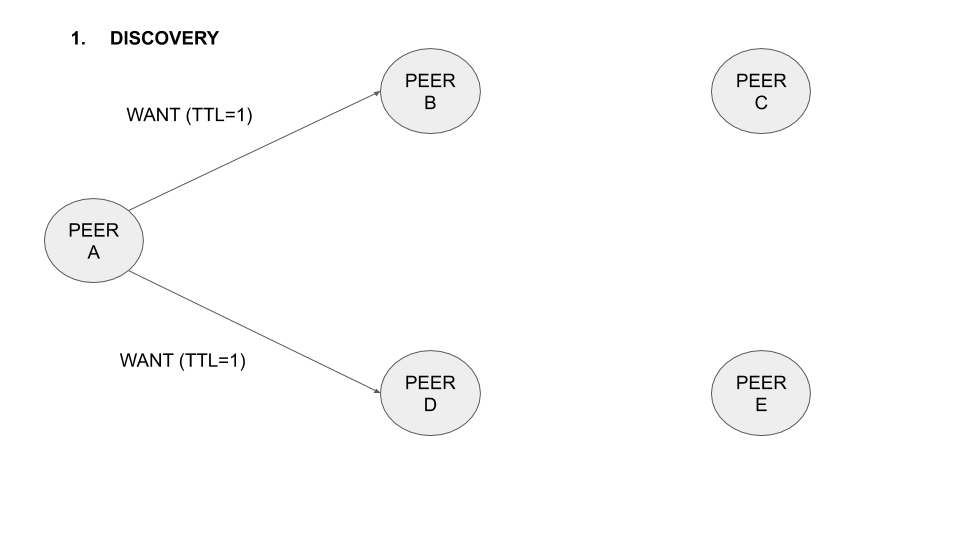 1. DISCOVERY
PEER
B
PEER
C
WANT (TTL=1)
PEER
A
WANT (TTL=1)
PEER
D
PEER
E